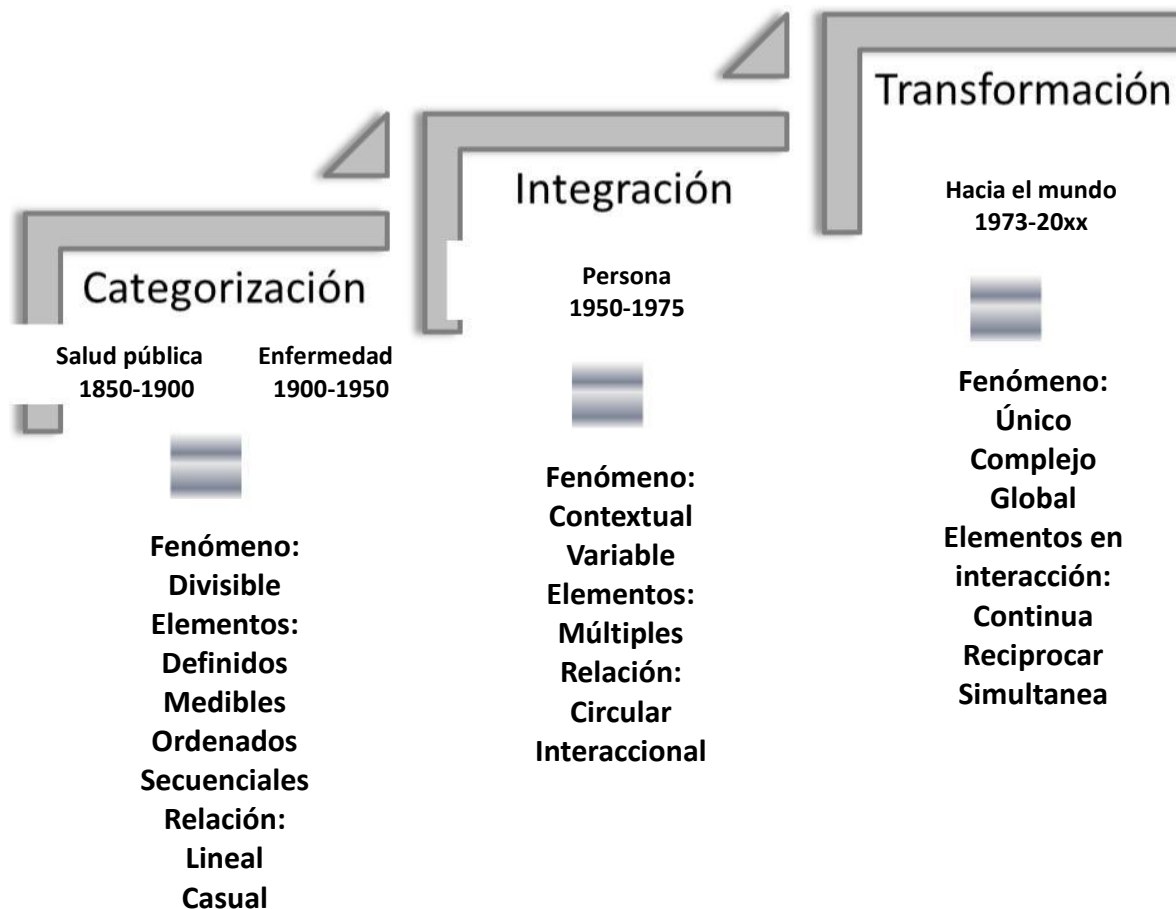 Categorización
Salud pública
1850-1900
Enfermedad
1900-1950
Fenómeno:
Divisible
Elementos:
Definidos
Medibles
Ordenados
Secuenciales
Relación:
Lineal
Casual
Integración
Persona
1950-1975
Fenómeno:
Contextual
Variable
Elementos:
Múltiples
Relación:
Circular
Interaccional
Transformación
Hacia el mundo
1973-20xx
Fenómeno:
Único
Complejo
Global
Elementos en
interacción:
Continua
Reciprocar
Simultanea